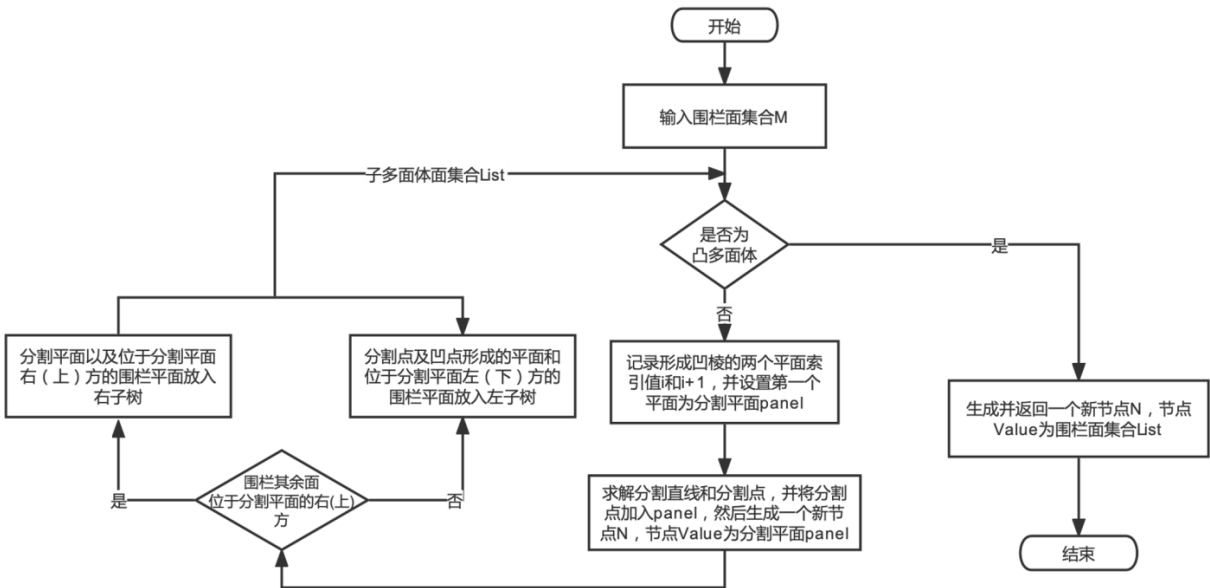 开始
输入围栏面集合M
子多面体面集合List
是否为
凸多面体
是
否
分割平面以及位于分割平面
右（上）方的围栏平面放入
右子树
分割点及凹点形成的平面和
位于分割平面左（下）方的
围栏平面放入左子树
记录形成凹棱的两个平面索
引值i和i+1，并设置第一个
平面为分割平面panel
生成并返回一个新节点N，节点
Value为围栏面集合List
围栏其余面
位于分割平面的右(上)
方
是
否
求解分割直线和分割点，并将分割
点加入panel，然后生成一个新节
点N，节点Value为分割平面panel
结束